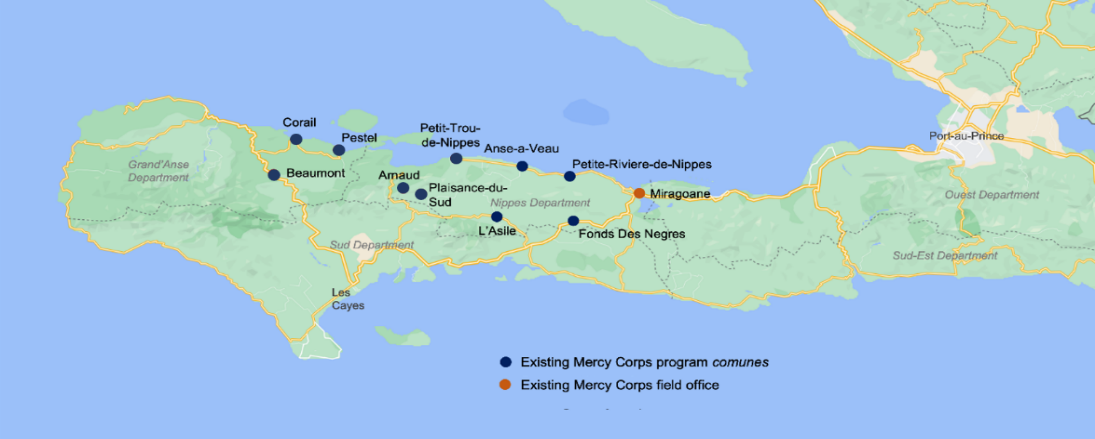 Corail
Pestel
Petit-Trou-
de-Nippes
Anse-a-Veau
Petite-Riviere-de-Nippes
Port-au-Prince
Grand'Anse
Department
Beaumont
Arnaud
Plaisance-du-
Sud
Nippes Department
Miragoane
Ouest Department
L'Asile
Fonds Des Negres
Sud Department
Sud-Est Department
Les
Cayes
Existing Mercy Corps program comunes
Existing Mercy Corps field office